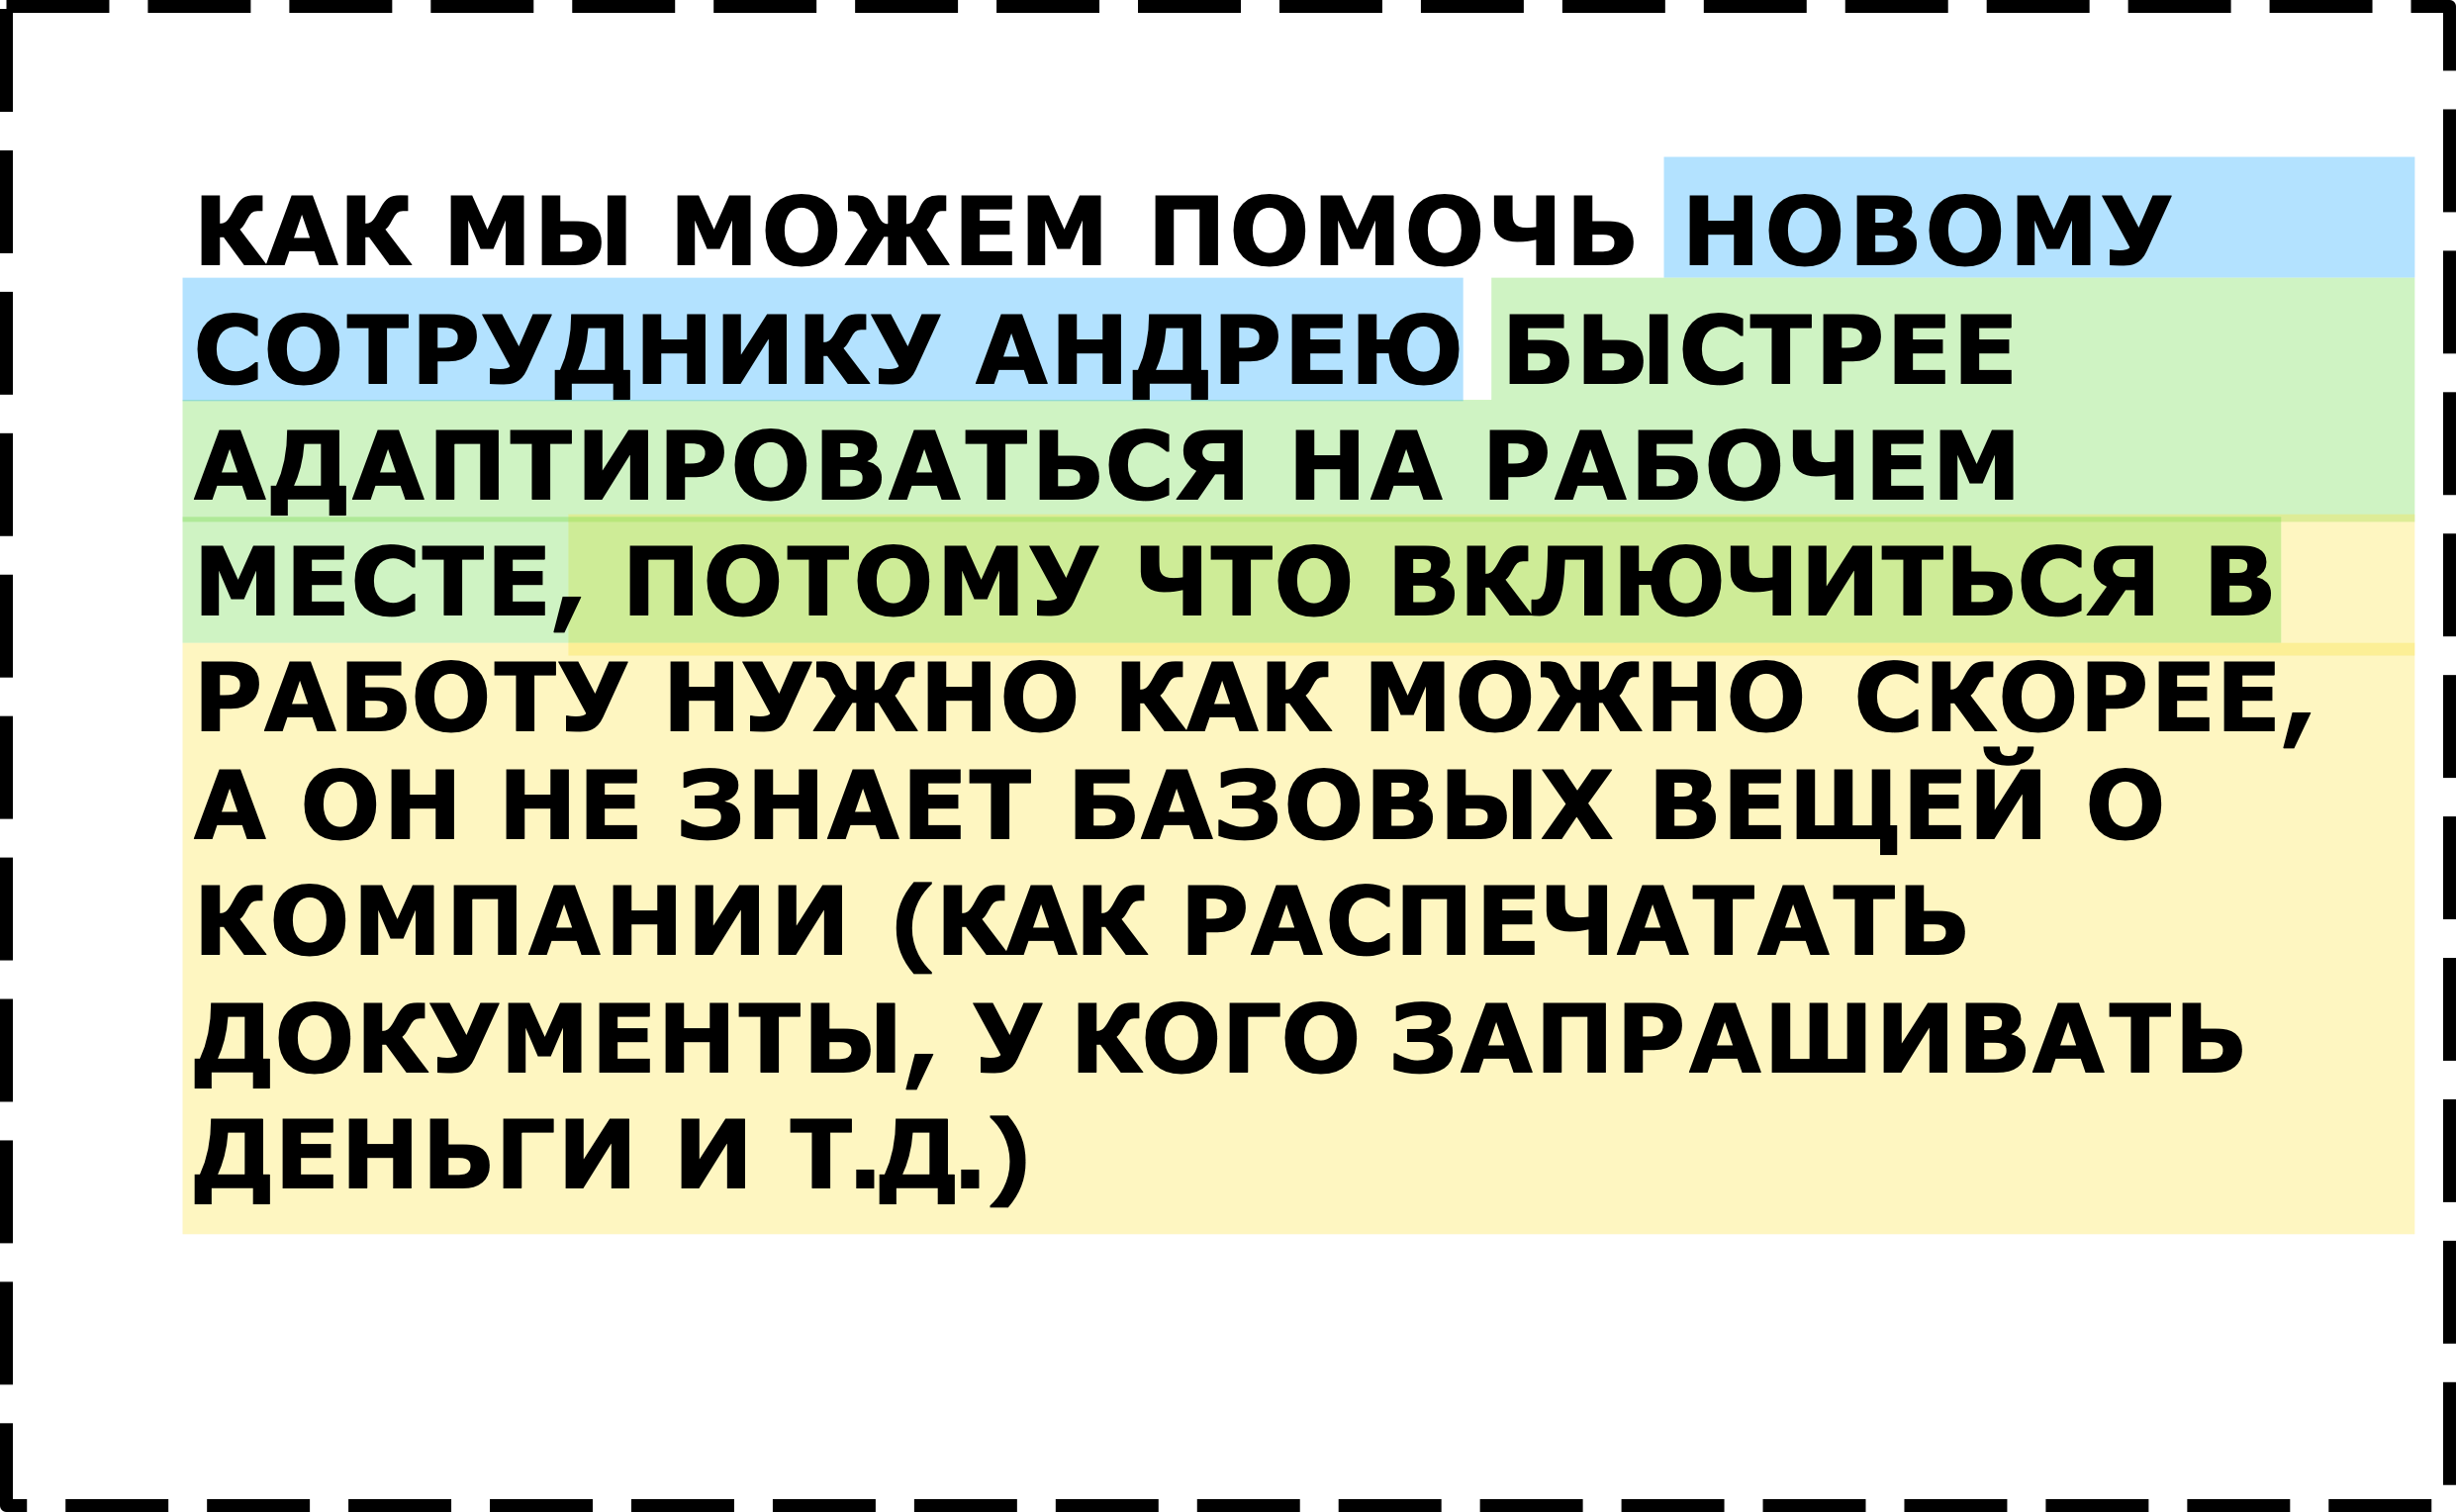 КАК МЫ МОЖЕМ ПОМОЧЬ НОВОМУ
СОТРУДНИКУ АНДРЕЮ БЫСТРЕЕ
АДАПТИРОВАТЬСЯ НА РАБОЧЕМ
МЕСТЕ, ПОТОМУ ЧТО ВКЛЮЧИТЬСЯ В
РАБОТУ НУЖНО КАК МОЖНО СКОРЕЕ,
А ОН НЕ ЗНАЕТ БАЗОВЫХ ВЕЩЕЙ О
КОМПАНИИ (КАК РАСПЕЧАТАТЬ
ДОКУМЕНТЫ, У КОГО ЗАПРАШИВАТЬ
ДЕНЬГИ И Т.Д.)